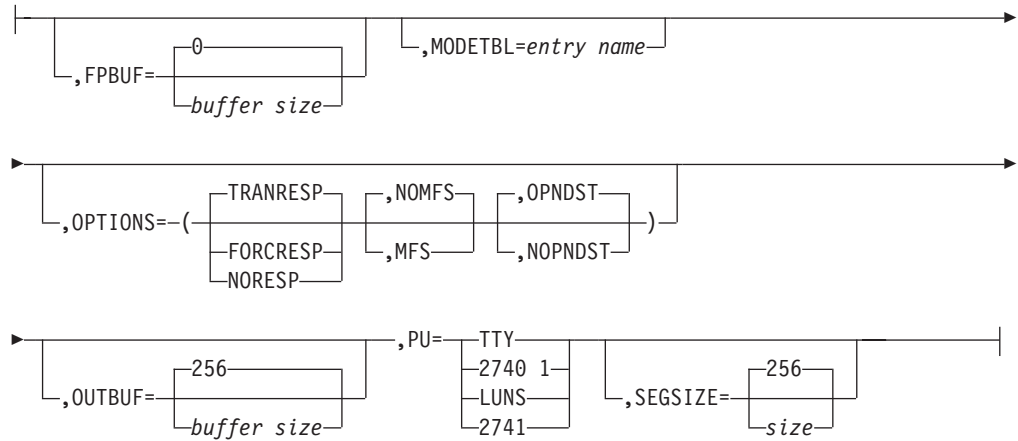 0
,FPBUF=
buffer size
,MODETBL=entry name
,OPTIONS=(
TRANRESP
FORCRESP
NORESP
,NOMFS
,MFS
,OPNDST
,NOPNDST
)
,OUTBUF=
256
buffer size
,PU=
TTY
2740 1
LUNS
2741
,SEGSIZE=
256
size